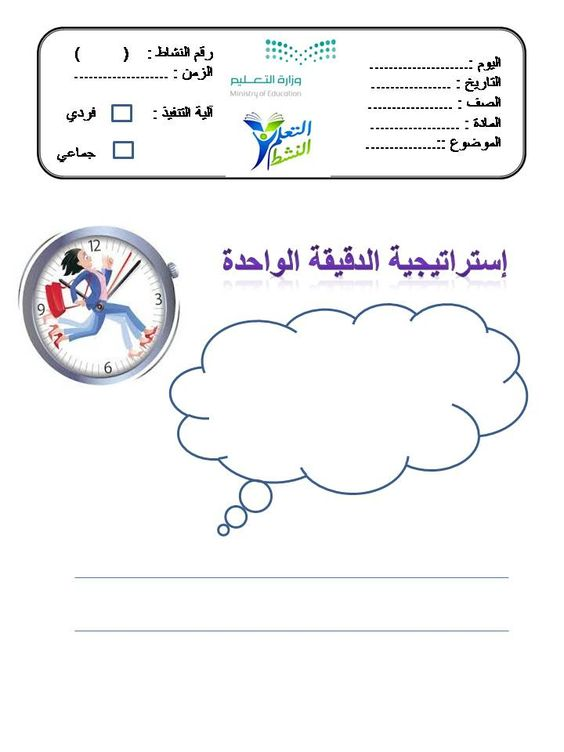 اليوم :......................
التاريخ : ..................
الصف : ...................
المادة : ....................
الموضوع ::......................
وزارة التعـليم
Ministry of Education
التعلم
النشط
رقم النشاط : ( )
الزمن : .....................
آلية التنفيذ : فردي
جماعي
12
3
6
9
إستراتيجية الدقيقة الواحدة